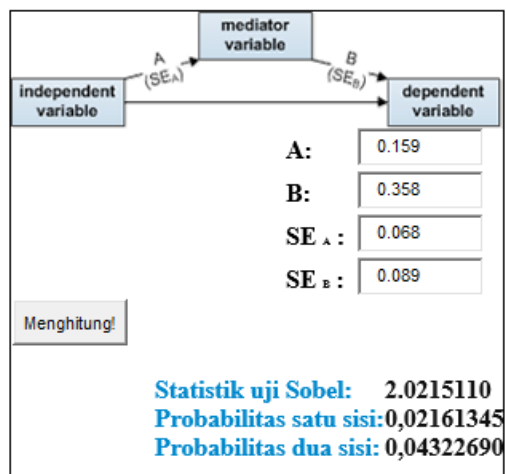 mediator
variable
A
(SEA)
B
(SEB)
independent
variable
dependent
variable
A: 0.159
B: 0.358
SE A : 0.068
SE B : 0.089
Menghitung!
Statistik uji Sobel: 2.0215110
Probabilitas satu sisi:0,02161345
Probabilitas dua sisi: 0,04322690